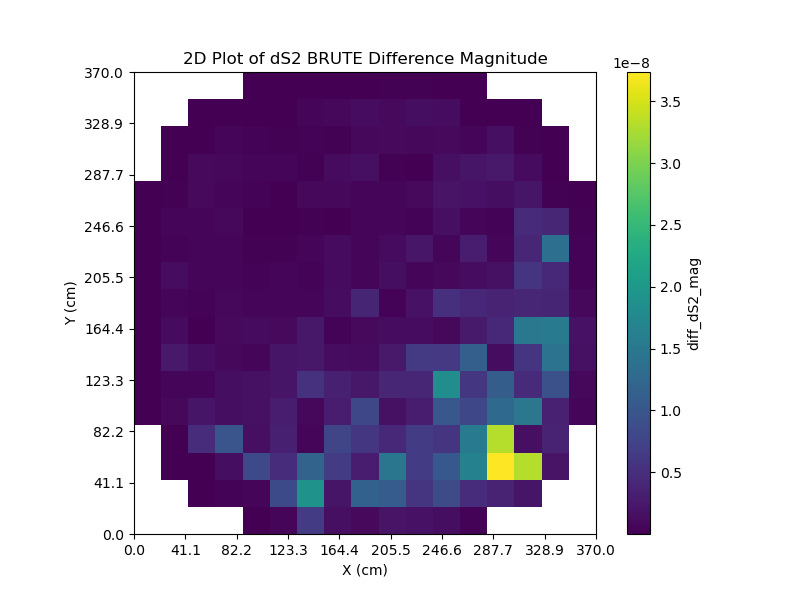 2D Plot of dS2 BRUTE Difference Magnitude
1e−8
370.0
328.9
287.7
246.6
205.5
164.4
123.3
82.2
41.1
0.0
Y (cm)
0.0 41.1 82.2 123.3 164.4 205.5 246.6 287.7 328.9 370.0
X (cm)
3.5
3.0
2.5
2.0
1.5
1.0
0.5
diff_dS2_mag